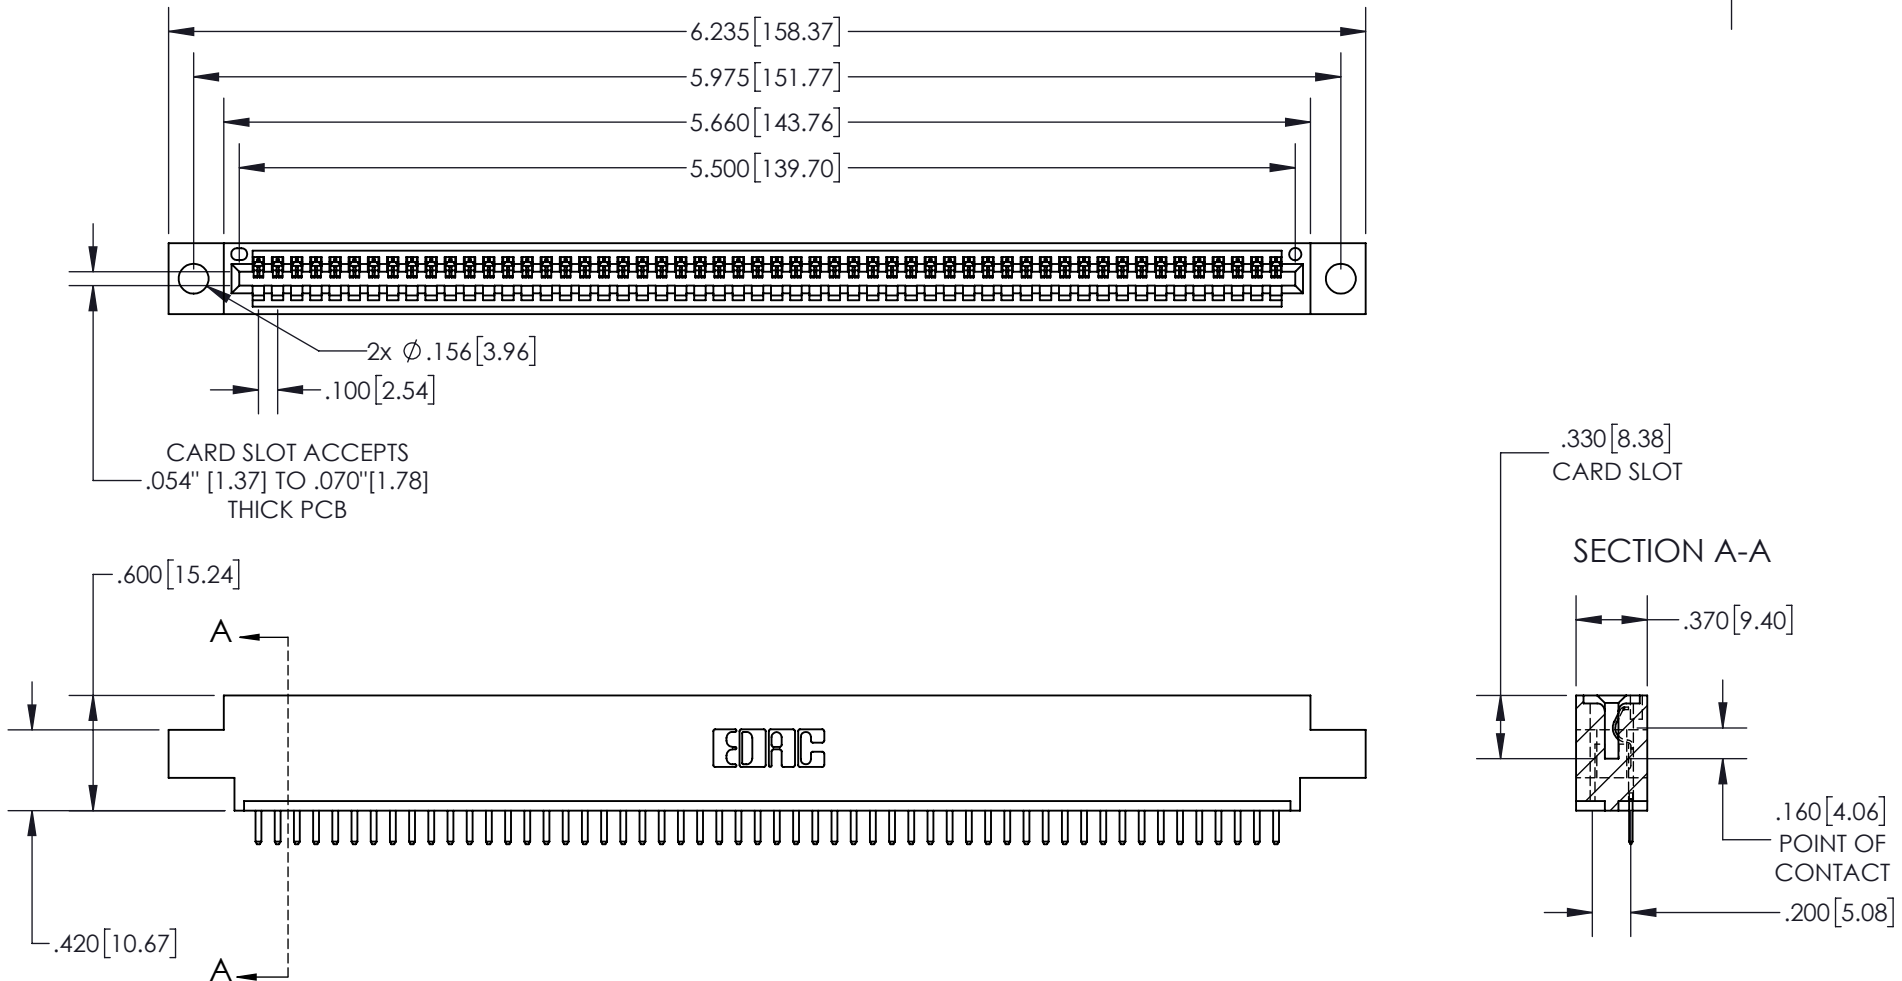 6.235[158.37]
5.975[151.77]
5.660[143.76]
5.500[139.70]
2x Ø.156[3.96]
.100[2.54]
CARD SLOT ACCEPTS
.054" [1.37] TO .070"[1.78]
THICK PCB
.330[8.38]
CARD SLOT
SECTION A-A
.600[15.24]
.370[9.40]
A
EDAC
.160[4.06]
POINT OF
CONTACT
.200[5.08]
.420[10.67]
A